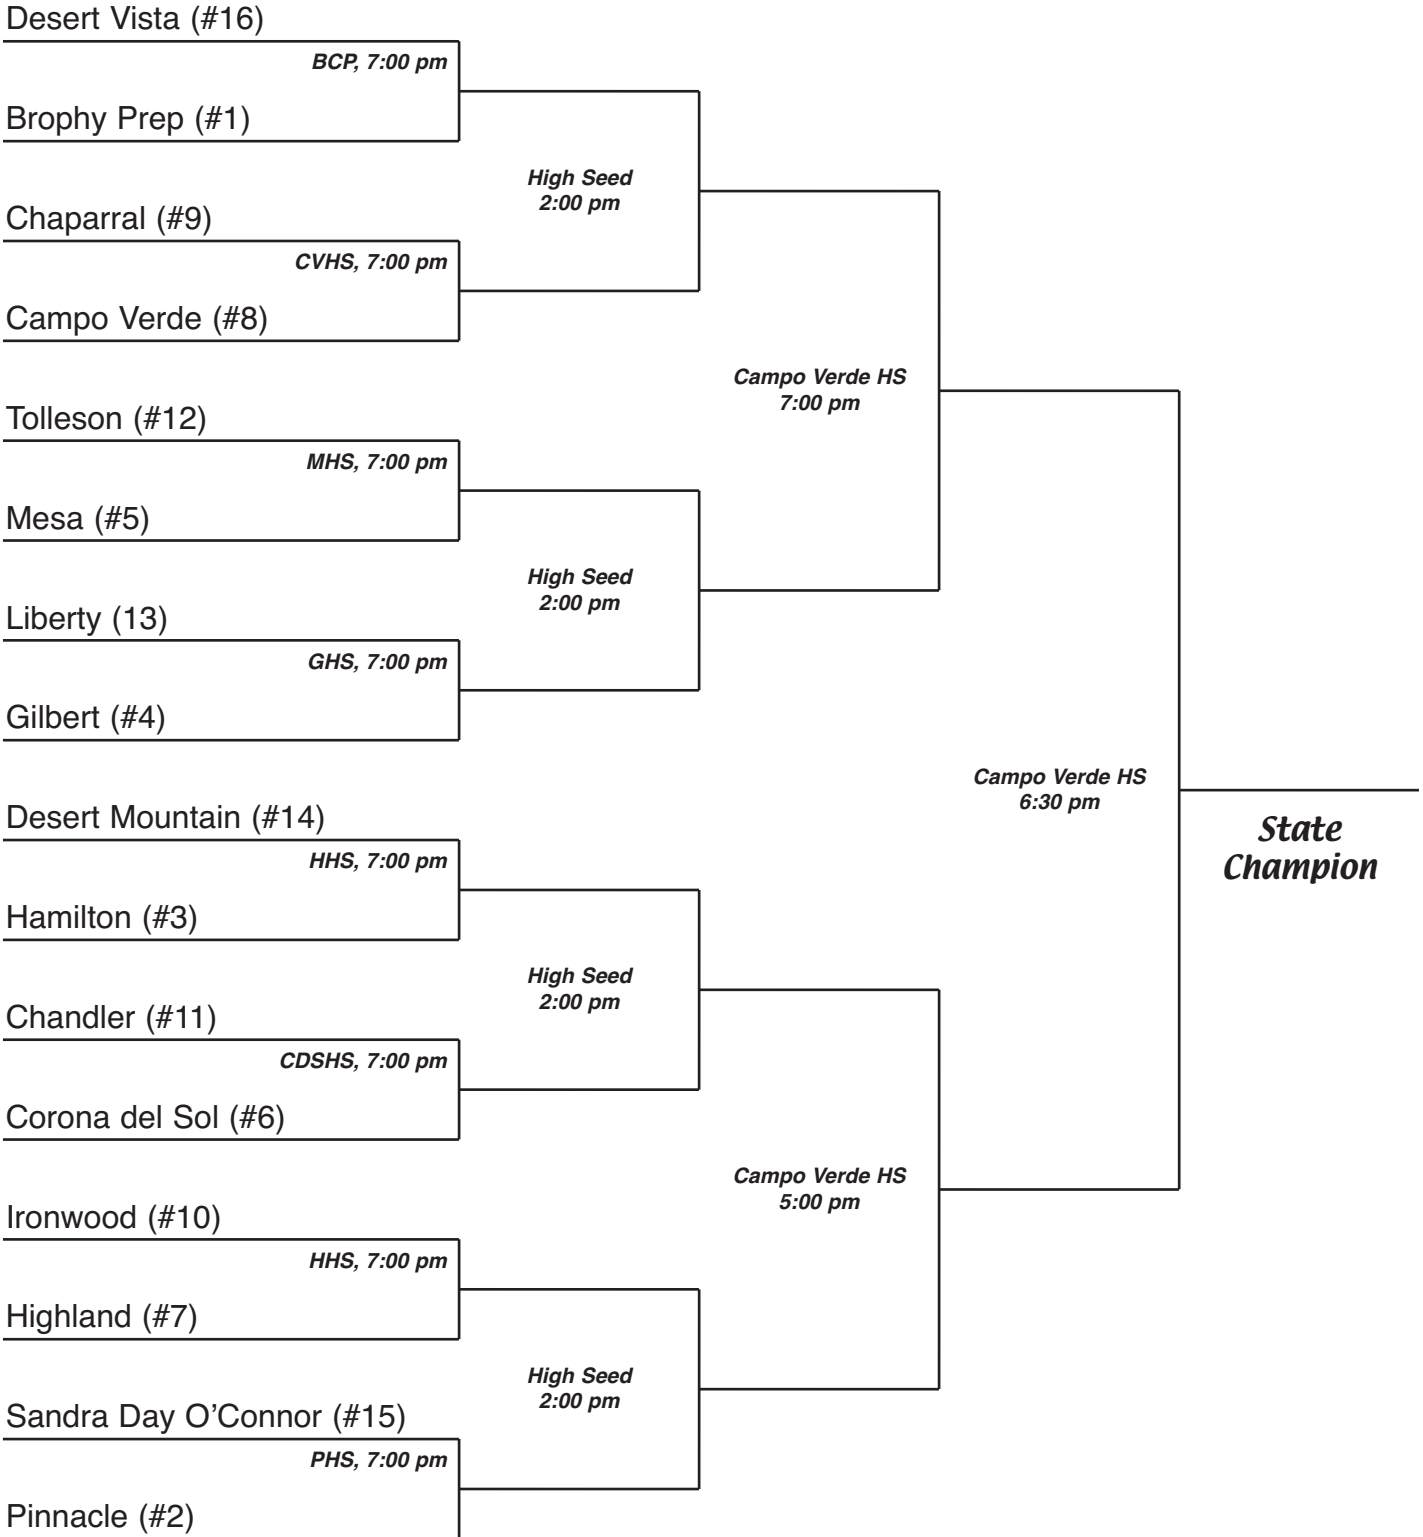 Desert Vista (#16)
BCP, 7:00 pm
Brophy Prep (#1)
High Seed
2:00 pm
Chaparral (#9)
CVHS, 7:00 pm
Campo Verde (#8)
Campo Verde HS
7:00 pm
Tolleson (#12)
MHS, 7:00 pm
Mesa (#5)
High Seed
2:00 pm
Liberty (13)
GHS, 7:00 pm
Gilbert (#4)
Campo Verde HS
6:30 pm
State
Champion
Desert Mountain (#14)
HHS, 7:00 pm
Hamilton (#3)
High Seed
2:00 pm
Chandler (#11)
CDSHS, 7:00 pm
Corona del Sol (#6)
Campo Verde HS
5:00 pm
Ironwood (#10)
HHS, 7:00 pm
Highland (#7)
High Seed
2:00 pm
Sandra Day O’Connor (#15)
PHS, 7:00 pm
Pinnacle (#2)